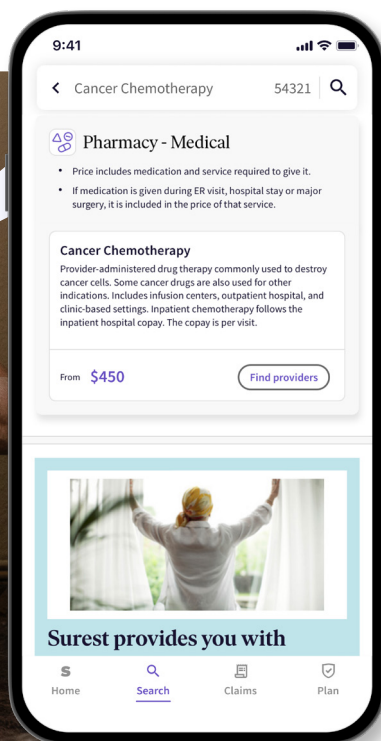 9:41
Cancer Chemotherapy 54321
Pharmacy - Medical
• Price includes medication and service required to give it.
• If medication is given during ER visit, hospital stay or major
surgery, it is included in the price of that service.
Cancer Chemotherapy
Provider-administered drug therapy commonly used to destroy
cancer cells. Some cancer drugs are also used for other
indications. Includes infusion centers, outpatient hospital, and
clinic-based settings. Inpatient chemotherapy follows the
inpatient hospital copay. The copay is per visit.
From $450 Find providers
Surest provides you with
S
Home Search Claims Plan